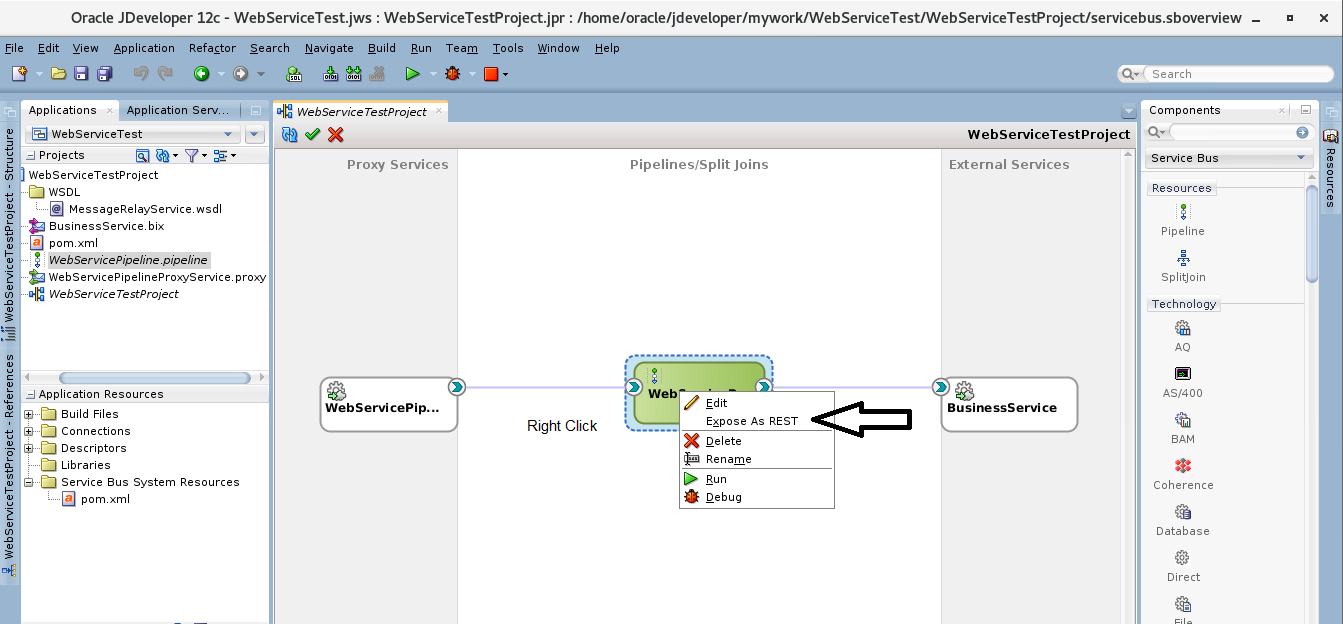 Oracle JDeveloper 12c - WebServiceTest.jws : WebServiceTestProject.jpr : /home/oracle/jdeveloper/mywork/WebServiceTest/WebServiceTestProject/servicebus.sboverview
File Edit View Application Refactor Search Navigate Build Run Team Tools Window Help
Search
WebServiceTestProject - Structure
WebServiceTestProject - References
Applications
Application Serv...
WebServiceTest
Projects
WebServiceTestProject
WSDL
MessageRelayService.wsdl
BusinessService.bix
pom.xml
WebServicePipeline.pipeline
WebServicePipelineProxyService.proxy
WebServiceTestProject
Application Resources
Build Files
Connections
Descriptors
Libraries
Service Bus System Resources
pom.xml
WebServiceTestProject
WebServiceTestProject
Proxy Services
Pipelines/Split Joins
External Services
WebServicePip...
Right Click
Edit
Expose As REST
Delete
Rename
Run
Debug
BusinessService
Components
Service Bus
Resources
Pipeline
SplitJoin
Technology
AQ
AS/400
BAM
Coherence
Database
Direct
File
Resources